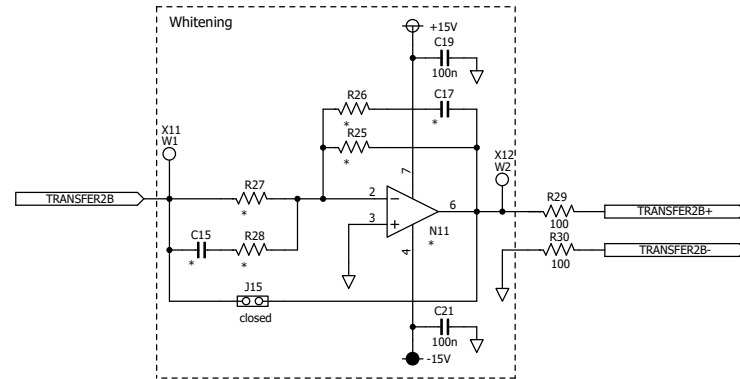 Whitening
+15V
C19
100n
R26
*
C17
*
R25
*
X11
W1
X12
W2
7
TRANSFER2B
R27
*
2
3
6
N11
*
4
R29
100
TRANSFER2B+
C15
*
R28
*
R30
100
TRANSFER2B-
J15
closed
C21
100n
-15V